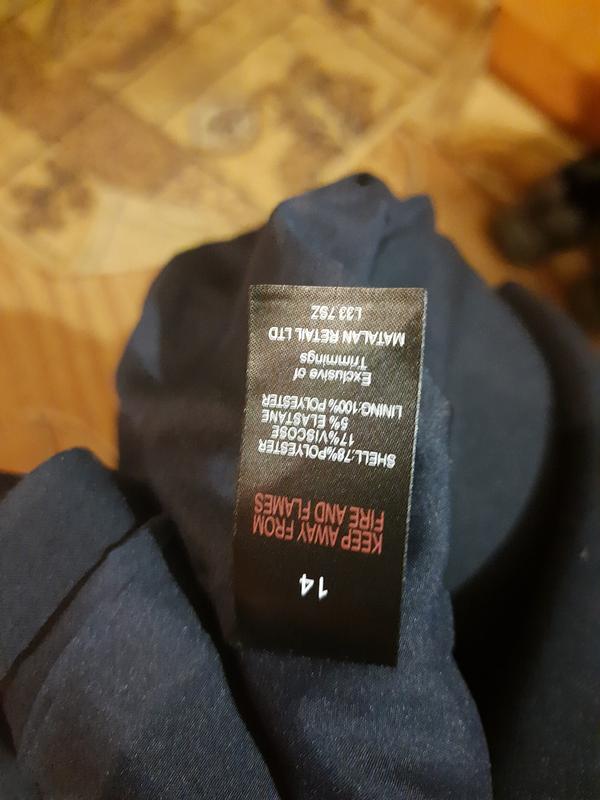 14
KEEP AWAY FROM
FIRE AND FLAMES
SHELL:78%POLYESTER
17%VISCOSE
5% ELASTANE
LINING:100% POLYESTER
Exclusive of
Trimmings
MATALAN RETAIL LTD
L33 7SZ